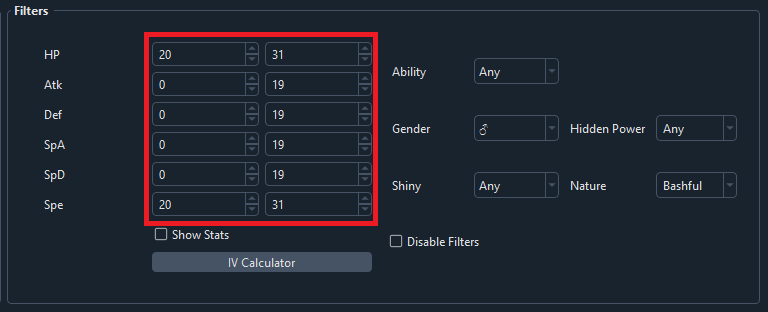 Filters
HP 20 31
Atk 0 19
Def 0 19
SpA 0 19
SpD 0 19
Spe 20 31
Show Stats
IV Calculator
Ability Any
Gender ♂ Hidden Power Any
Shiny Any Nature Bashful
Disable Filters